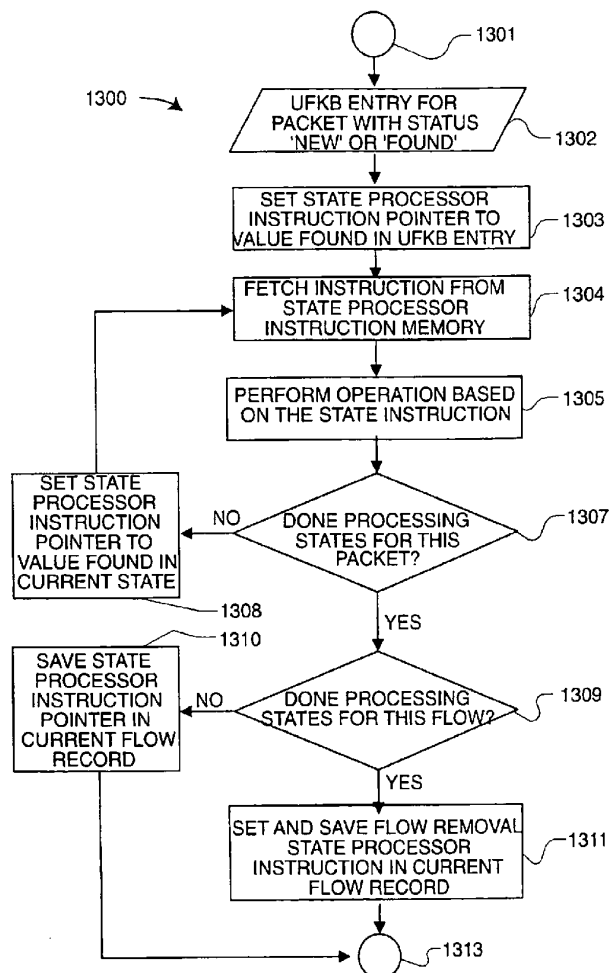 1301
1300
UFKB ENTRY FOR
PACKET WITH STATUS
'NEW' OR 'FOUND'
1302
SET STATE PROCESSOR
INSTRUCTION POINTER TO
VALUE FOUND IN UFKB ENTRY
1303
FETCH INSTRUCTION FROM
STATE PROCESSOR
INSTRUCTION MEMORY
1304
PERFORM OPERATION BASED
ON THE STATE INSTRUCTION
1305
SET STATE
PROCESSOR
INSTRUCTION
POINTER TO
VALUE FOUND IN
CURRENT STATE
1308
NO
DONE PROCESSING
STATES FOR THIS
PACKET?
1307
YES
1310
SAVE STATE
PROCESSOR
INSTRUCTION
POINTER IN
CURRENT FLOW
RECORD
NO
DONE PROCESSING
STATES FOR THIS FLOW?
1309
YES
SET AND SAVE FLOW REMOVAL
STATE PROCESSOR
INSTRUCTION IN CURRENT
FLOW RECORD
1311
1313